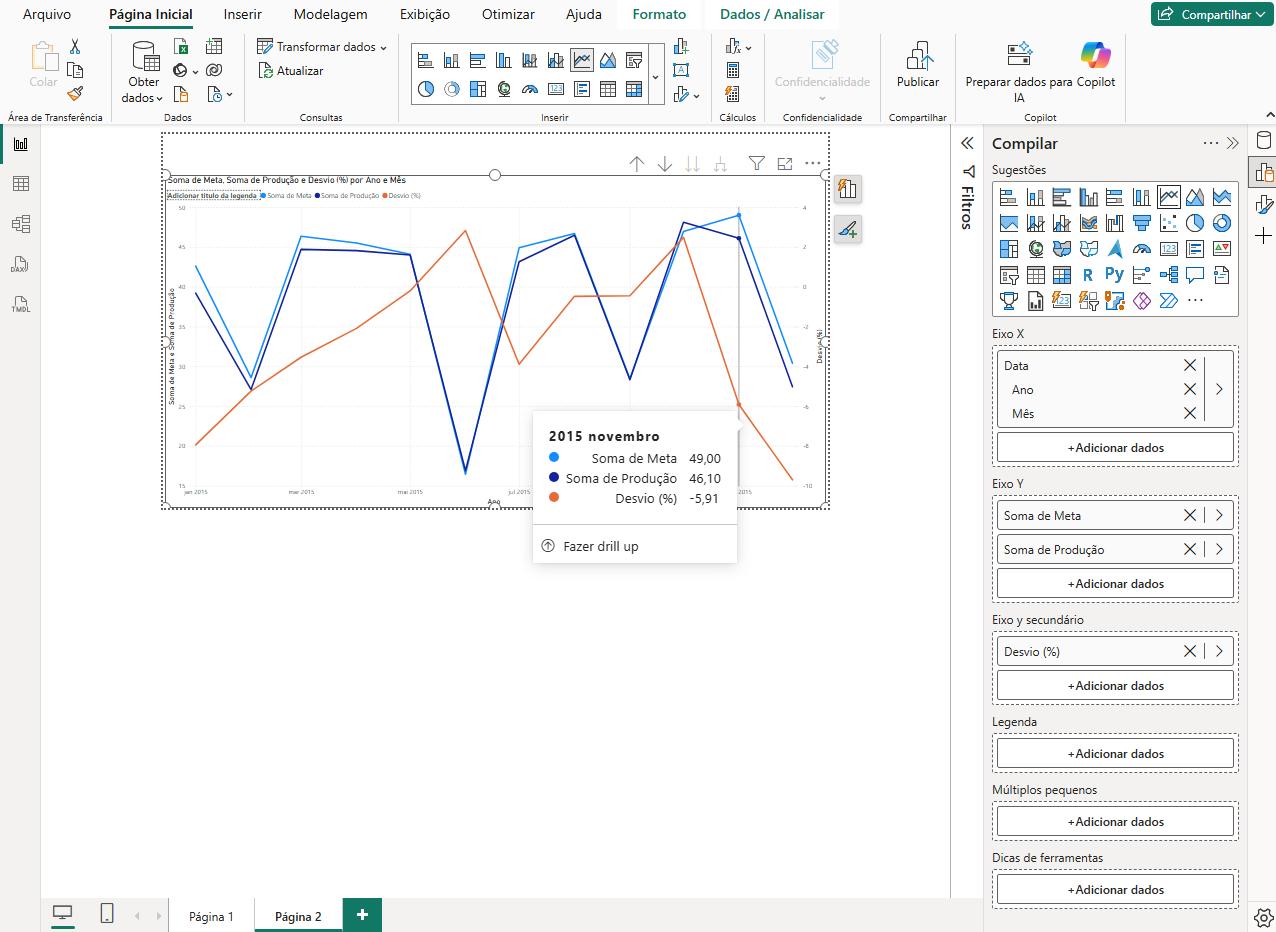 Arquivo Página Inicial Inserir Modelagem Exibição Otimizar Ajuda Formato Dados / Analisar Compartilhar
Colar
Área de Transferência
Obter
dados
Dados
Transformar dados
Atualizar
Consultas
123
Inserir
A
fx
Cálculos
Confidencialidade
Confidencialidade
Publicar
Compartilhar
Preparar dados para
IA
Copilot
Copilot
DAX
TMDL
Soma de Meta, Soma de Produção e Desvio (%) por Ano e Mês
Adicionar título da legenda Soma de Meta Soma de Produção Desvio (%)
50
45
40
35
30
25
20
15
Soma de Meta e Soma de Produção
4
2
0
-2
-4
-6
-8
-10
Desvio (%)
jan 2015 mar 2015 mai 2015 jul 2015 2015
Ano
2015 novembro
Soma de Meta 49,00
Soma de Produção 46,10
Desvio (%) -5,91
Fazer drill up
Filtros
Compilar
Sugestões
123
R
Py
123
Eixo X
Data
Ano
Mês
+Adicionar dados
Eixo Y
Soma de Meta
Soma de Produção
+Adicionar dados
Eixo y secundário
Desvio (%)
+Adicionar dados
Legenda
+Adicionar dados
Múltiplos pequenos
+Adicionar dados
Dicas de ferramentas
+Adicionar dados
Página 1 Página 2 +